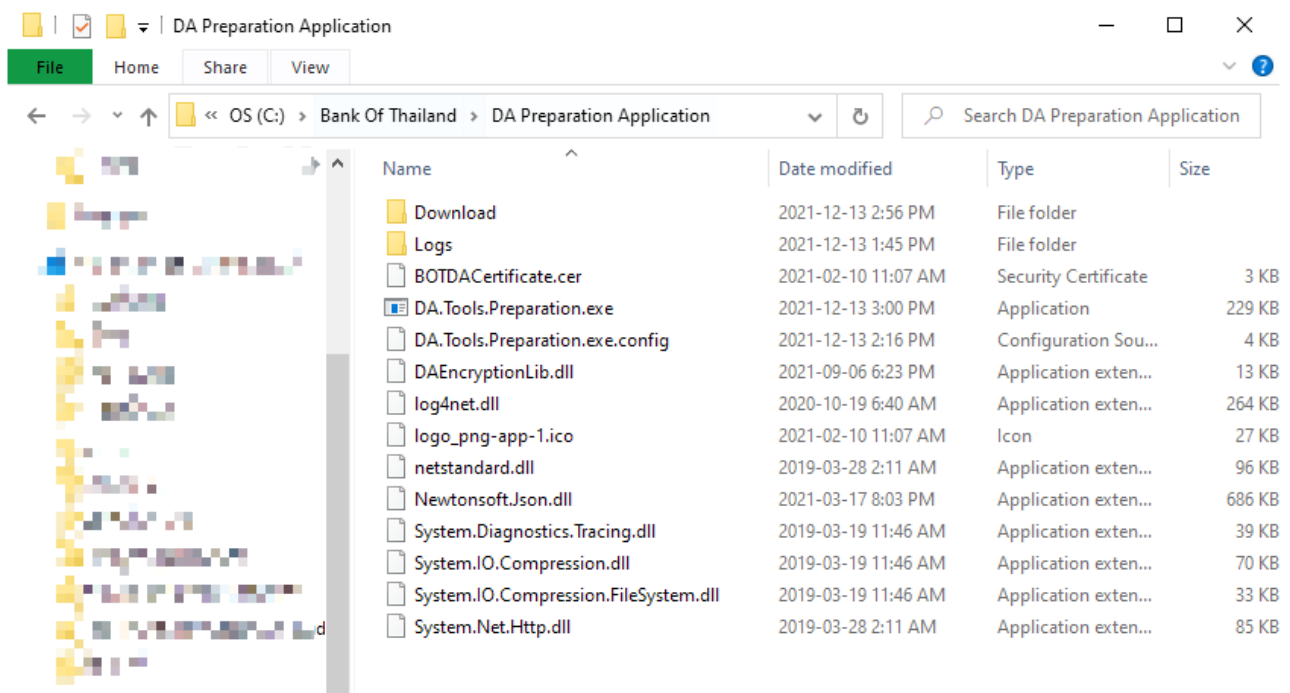 DA Preparation Application
File Home Share View
« OS (C:) › Bank Of Thailand › DA Preparation Application Search DA Preparation Application
Name Date modified Type Size
Download 2021-12-13 2:56 PM File folder
Logs 2021-12-13 1:45 PM File folder
BOTDACertificate.cer 2021-02-10 11:07 AM Security Certificate 3 KB
DA.Tools.Preparation.exe 2021-12-13 3:00 PM Application 229 KB
DA.Tools.Preparation.exe.config 2021-12-13 2:16 PM Configuration Sou... 4 KB
DAEncryptionLib.dll 2021-09-06 6:23 PM Application exten... 13 KB
log4net.dll 2020-10-19 6:40 AM Application exten... 264 KB
logo_png-app-1.ico 2021-02-10 11:07 AM Icon 27 KB
netstandard.dll 2019-03-28 2:11 AM Application exten... 96 KB
Newtonsoft.Json.dll 2021-03-17 8:03 PM Application exten... 686 KB
System.Diagnostics.Tracing.dll 2019-03-19 11:46 AM Application exten... 39 KB
System.IO.Compression.dll 2019-03-19 11:46 AM Application exten... 70 KB
System.IO.Compression.FileSystem.dll 2019-03-19 11:46 AM Application exten... 33 KB
System.Net.Http.dll 2019-03-28 2:11 AM Application exten... 85 KB